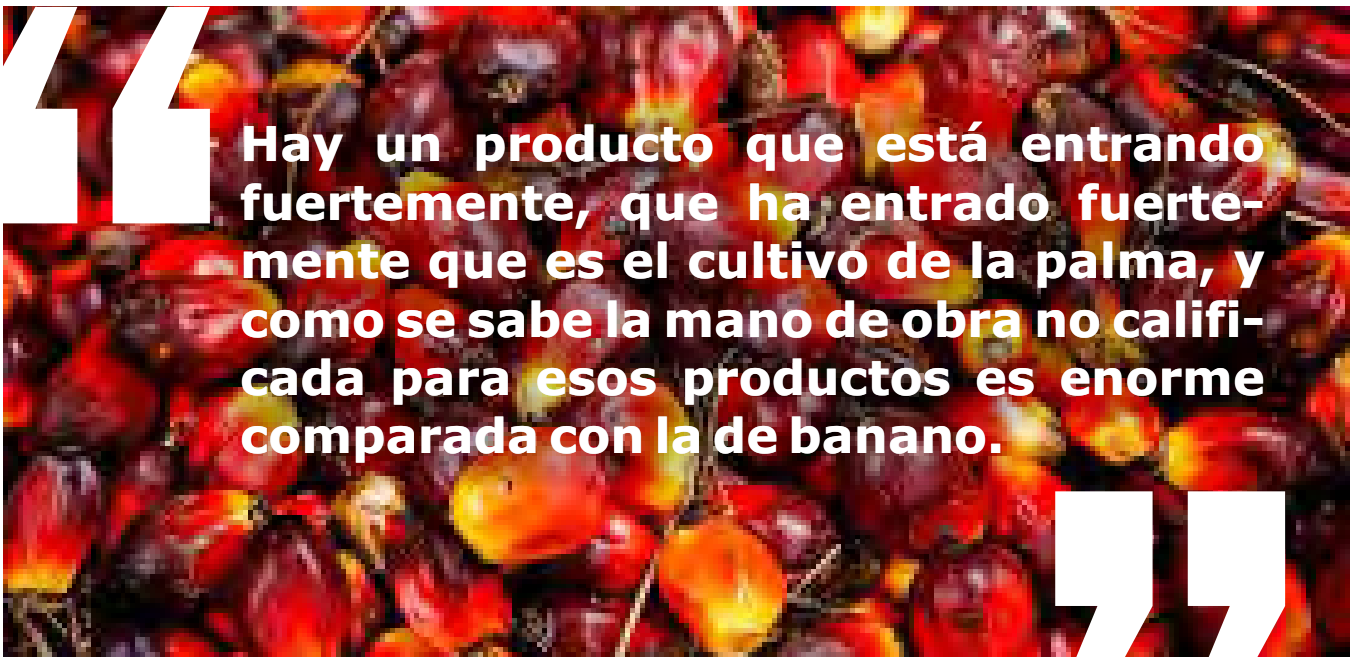 “
Hay un producto que está entrando
fuertemente, que ha entrado fuerte-
mente que es el cultivo de la palma, y
como se sabe la mano de obra no califi-
cada para esos productos es enorme
comparada con la de banano.
”